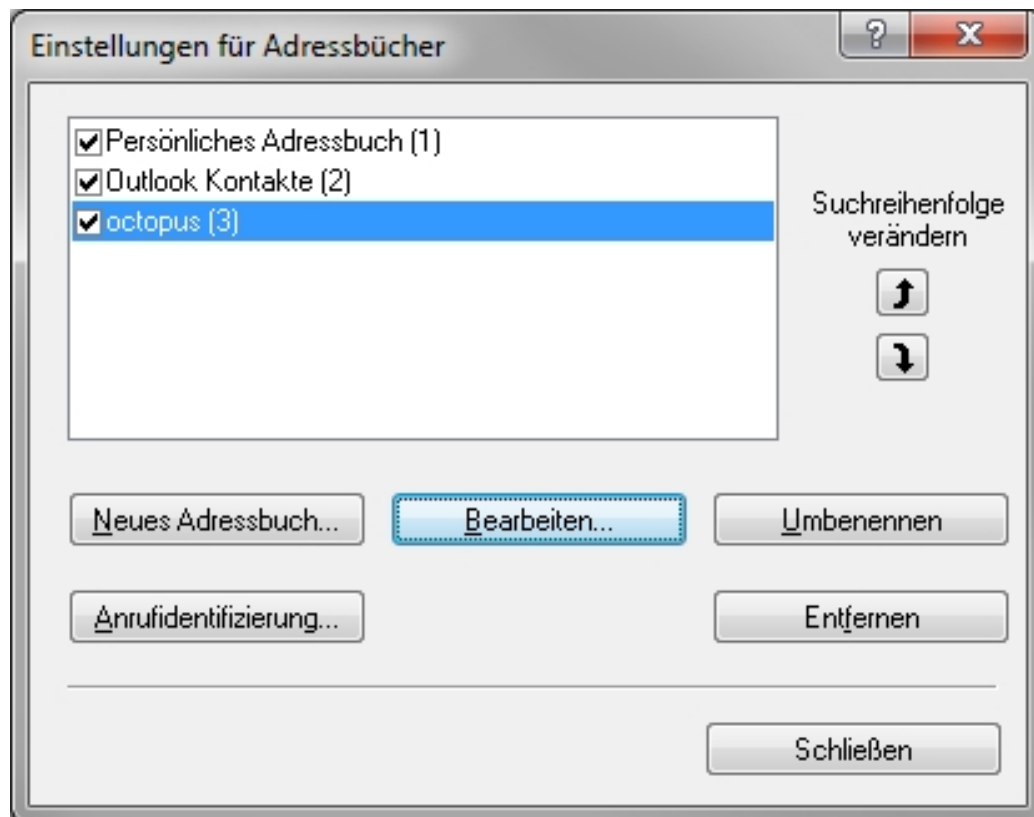 Einstellungen für Adressbücher
Persönliches Adressbuch (1)
Outlook Kontakte (2)
octopus (3)
Suchreihenfolge
verändern
Neues Adressbuch...
Bearbeiten...
Umbenennen
Anrufidentifizierung...
Entfernen
Schließen